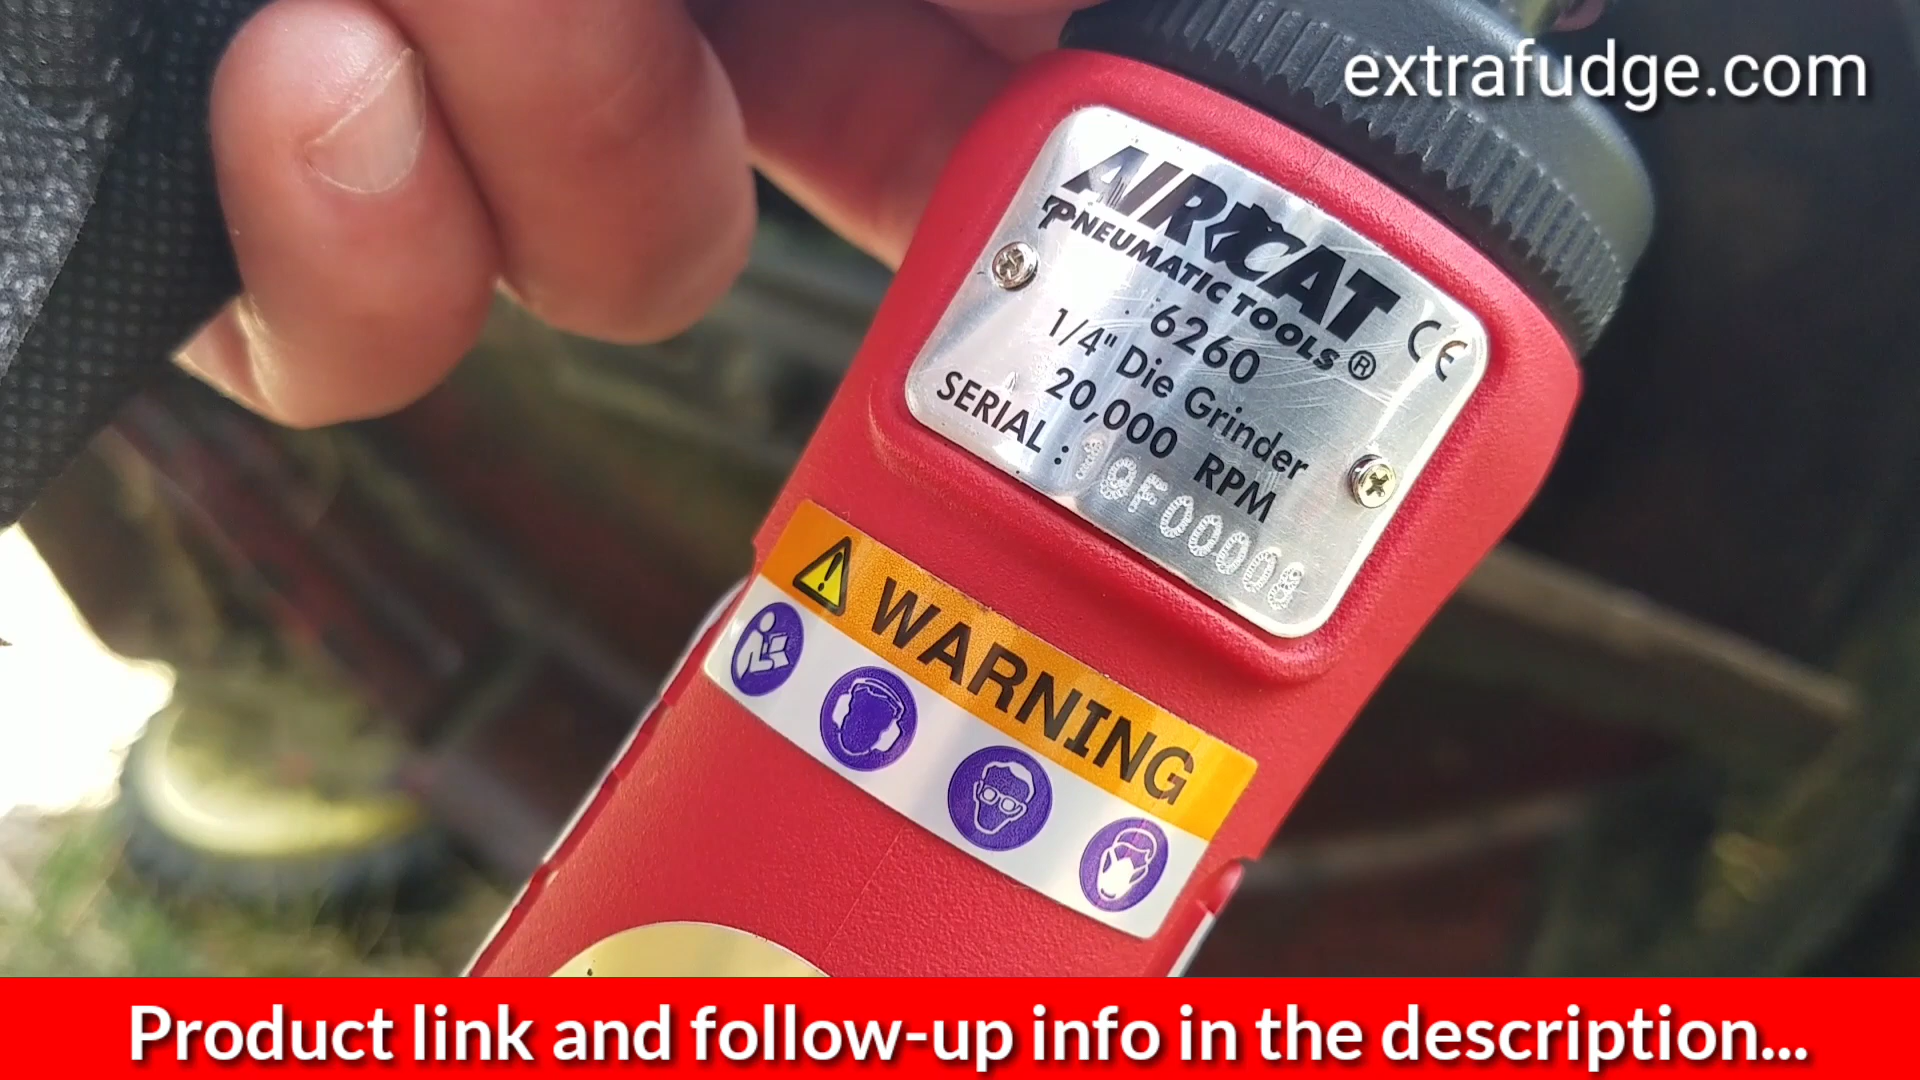 extrafudge.com
AIRCAT
PNEUMATIC TOOLS®
CE
6260
1/4" Die Grinder
20,000 RPM
SERIAL : 19F00008
WARNING
Product link and follow-up info in the description...